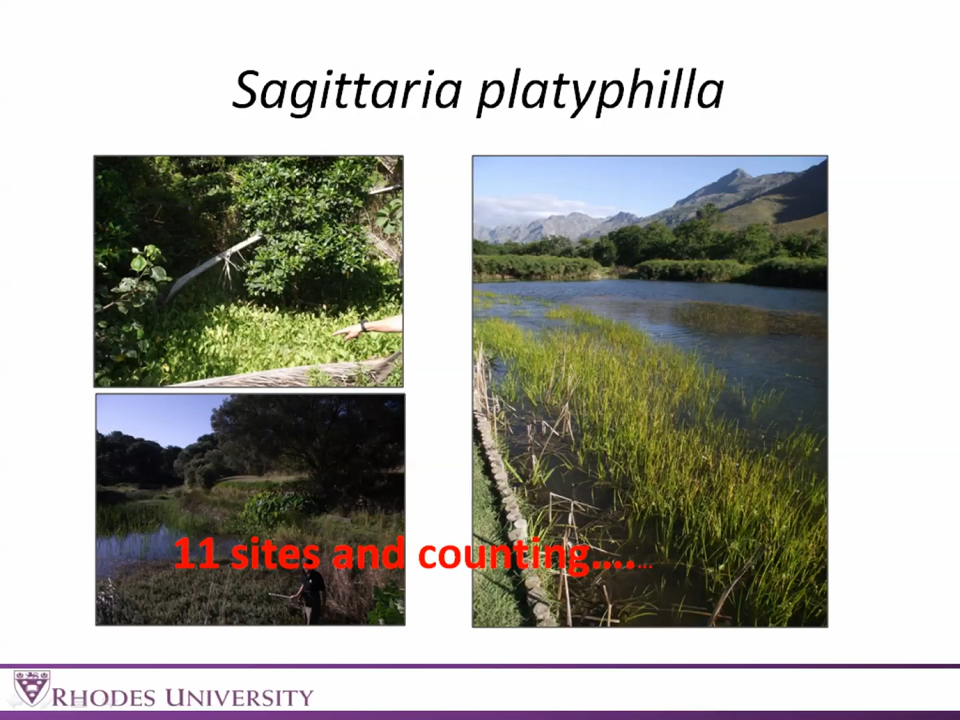 Sagittaria platyphilla
11 sites and counting.......
RHODES UNIVERSITY